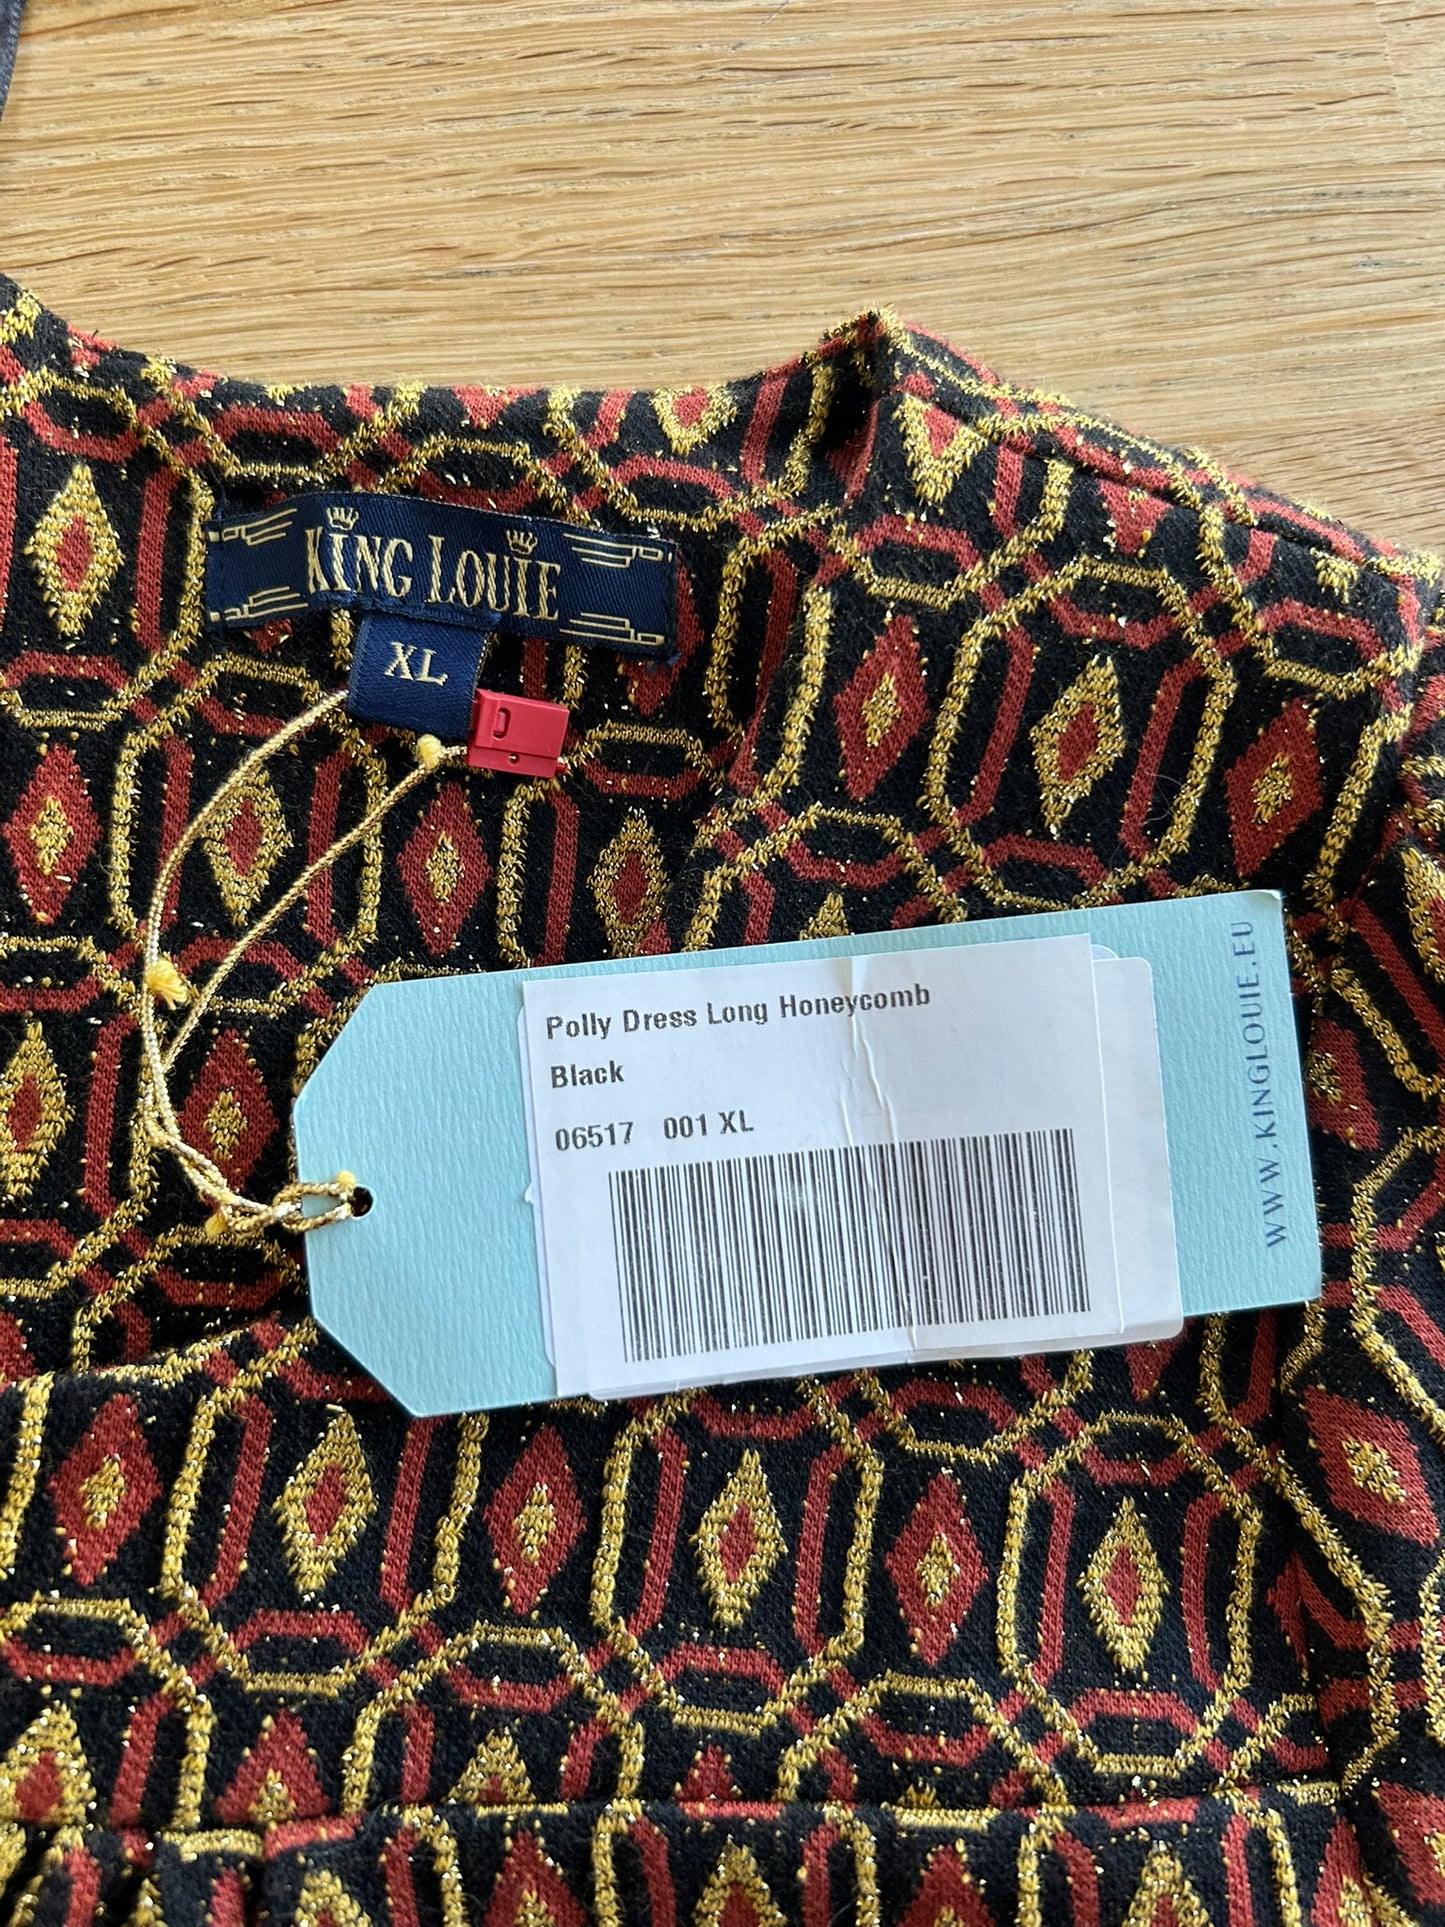 KING LOUIE
XL
Polly Dress Long Honeycomb
Black
06517 001 XL
WWW.KINGLOUIE.EU